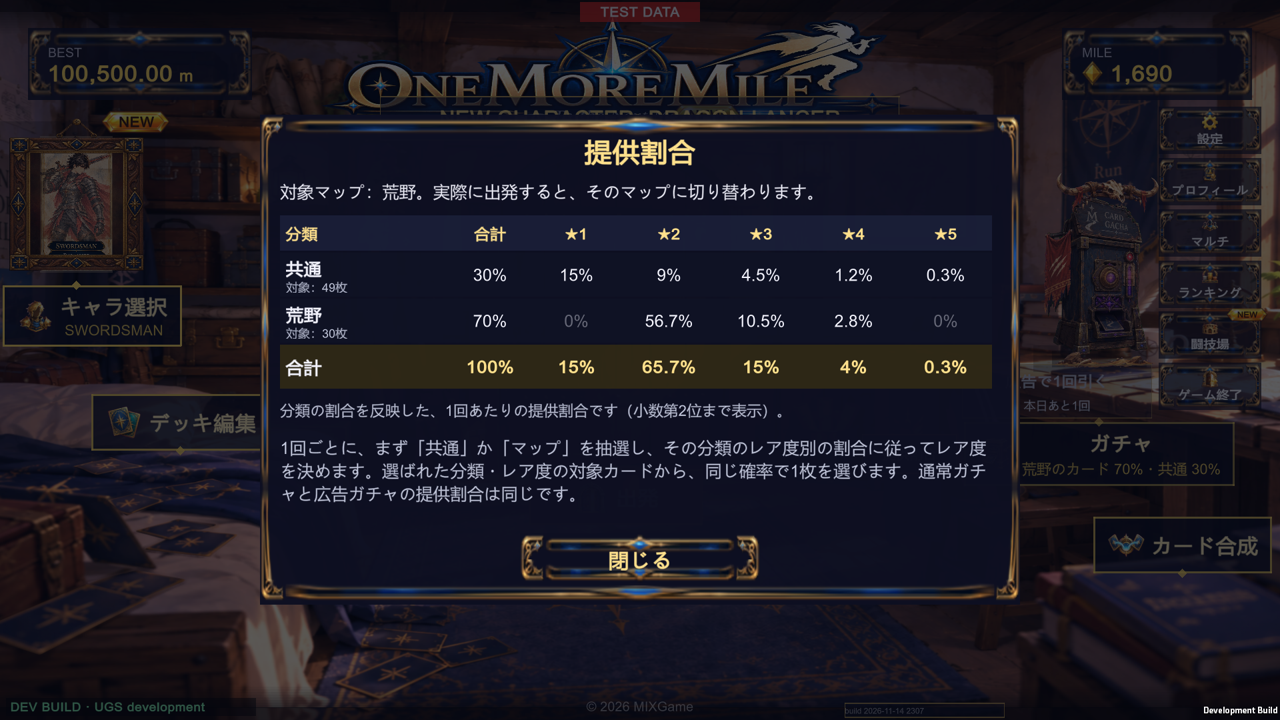 TEST DATA
BEST
100,500.00 m
ONE MORE MILE
MILE
1,690
NEW
SWORDSMAN
キャラ選択
SWORDSMAN
デッキ編集
提供割合
対象マップ：荒野。実際に出発すると、そのマップに切り替わります。
分類 合計 ★1 ★2 ★3 ★4 ★5
共通 30% 15% 9% 4.5% 1.2% 0.3%
対象：49枚
荒野 70% 0% 56.7% 10.5% 2.8% 0%
対象：30枚
合計 100% 15% 65.7% 15% 4% 0.3%
分類の割合を反映した、1回あたりの提供割合です（小数第2位まで表示）。
1回ごとに、まず「共通」か「マップ」を抽選し、その分類のレア度別の割合に従ってレア度
を決めます。選ばれた分類・レア度の対象カードから、同じ確率で1枚を選びます。通常ガチ
ャと広告ガチャの提供割合は同じです。
閉じる
Run
CARD
GACHA
設定
プロフィール
マルチ
ランキング
NEW
闘技場
ゲーム終了
告で1回引く
本日あと1回
ガチャ
荒野のカード 70%・共通 30%
カード合成
DEV BUILD · UGS development
© 2026 MIXGame
build 2026-11-14 2307
Development Build